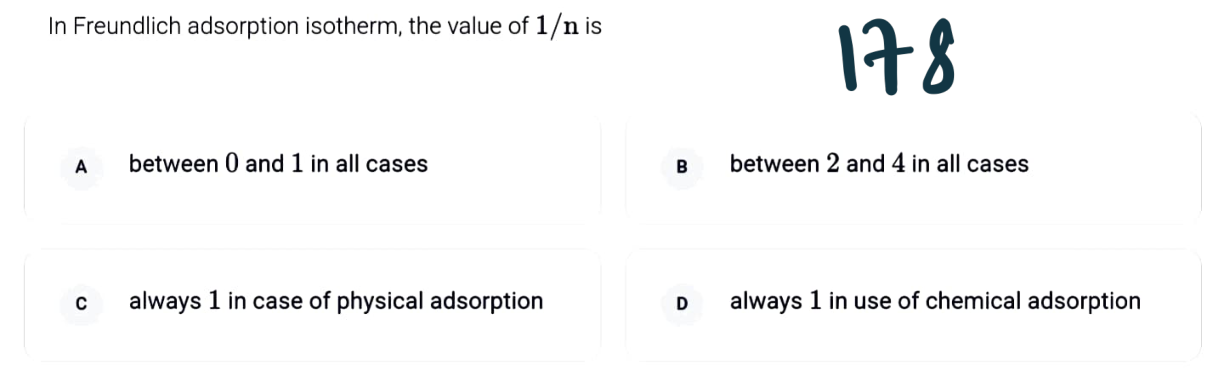 In Freundlich adsorption isotherm, the value of 1/n is
178
A between 0 and 1 in all cases
B between 2 and 4 in all cases
C always 1 in case of physical adsorption
D always 1 in use of chemical adsorption